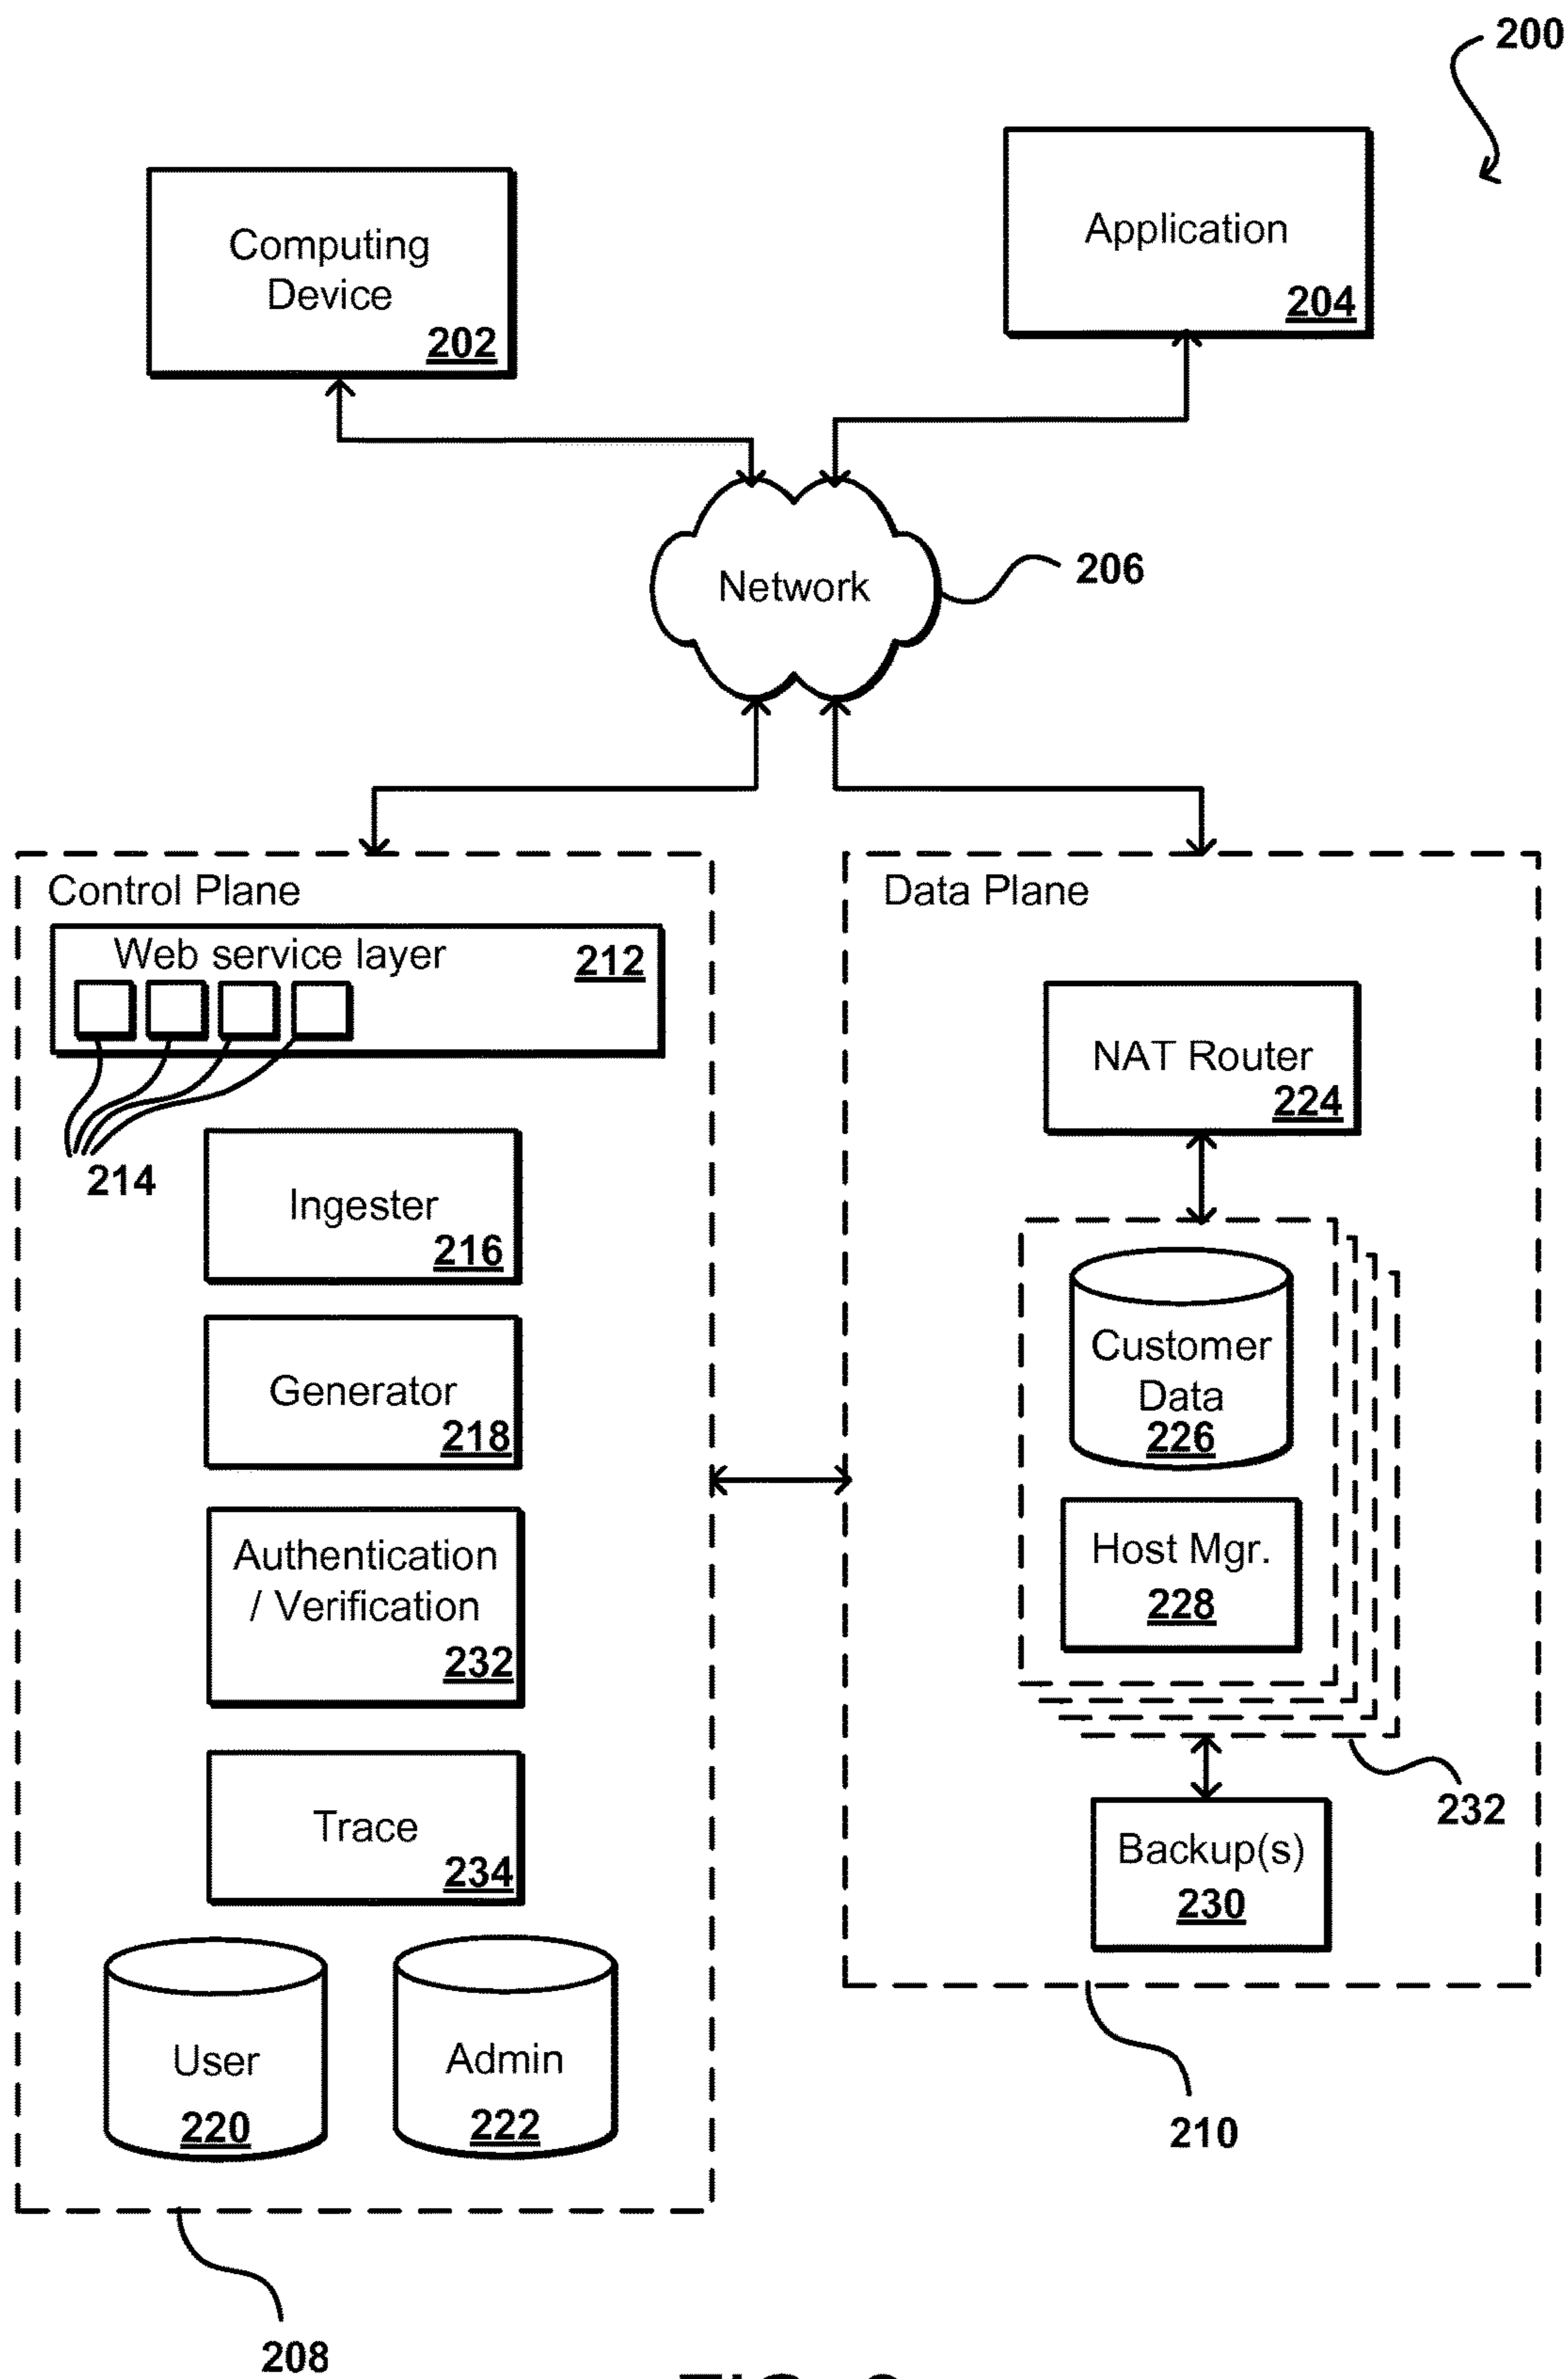 200
Computing
Device
202
Application
204
Network
206
Control Plane
Web service layer
212
214
Ingester
216
Generator
218
Authentication
/ Verification
232
Trace
234
User
220
Admin
222
208
Data Plane
NAT Router
224
Customer
Data
226
Host Mgr.
228
232
Backup(s)
230
210